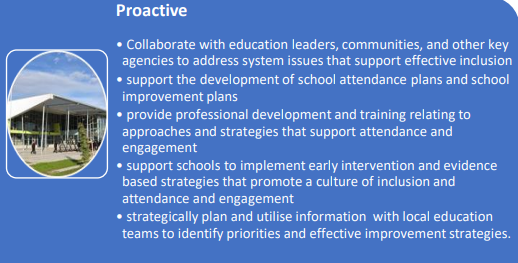 Proactive
• Collaborate with education leaders, communities, and other key
agencies to address system issues that support effective inclusion
• support the development of school attendance plans and school
improvement plans
• provide professional development and training relating to
approaches and strategies that support attendance and
engagement
• support schools to implement early intervention and evidence
based strategies that promote a culture of inclusion and
attendance and engagement
• strategically plan and utilise information  with local education
teams to identify priorities and effective improvement strategies.